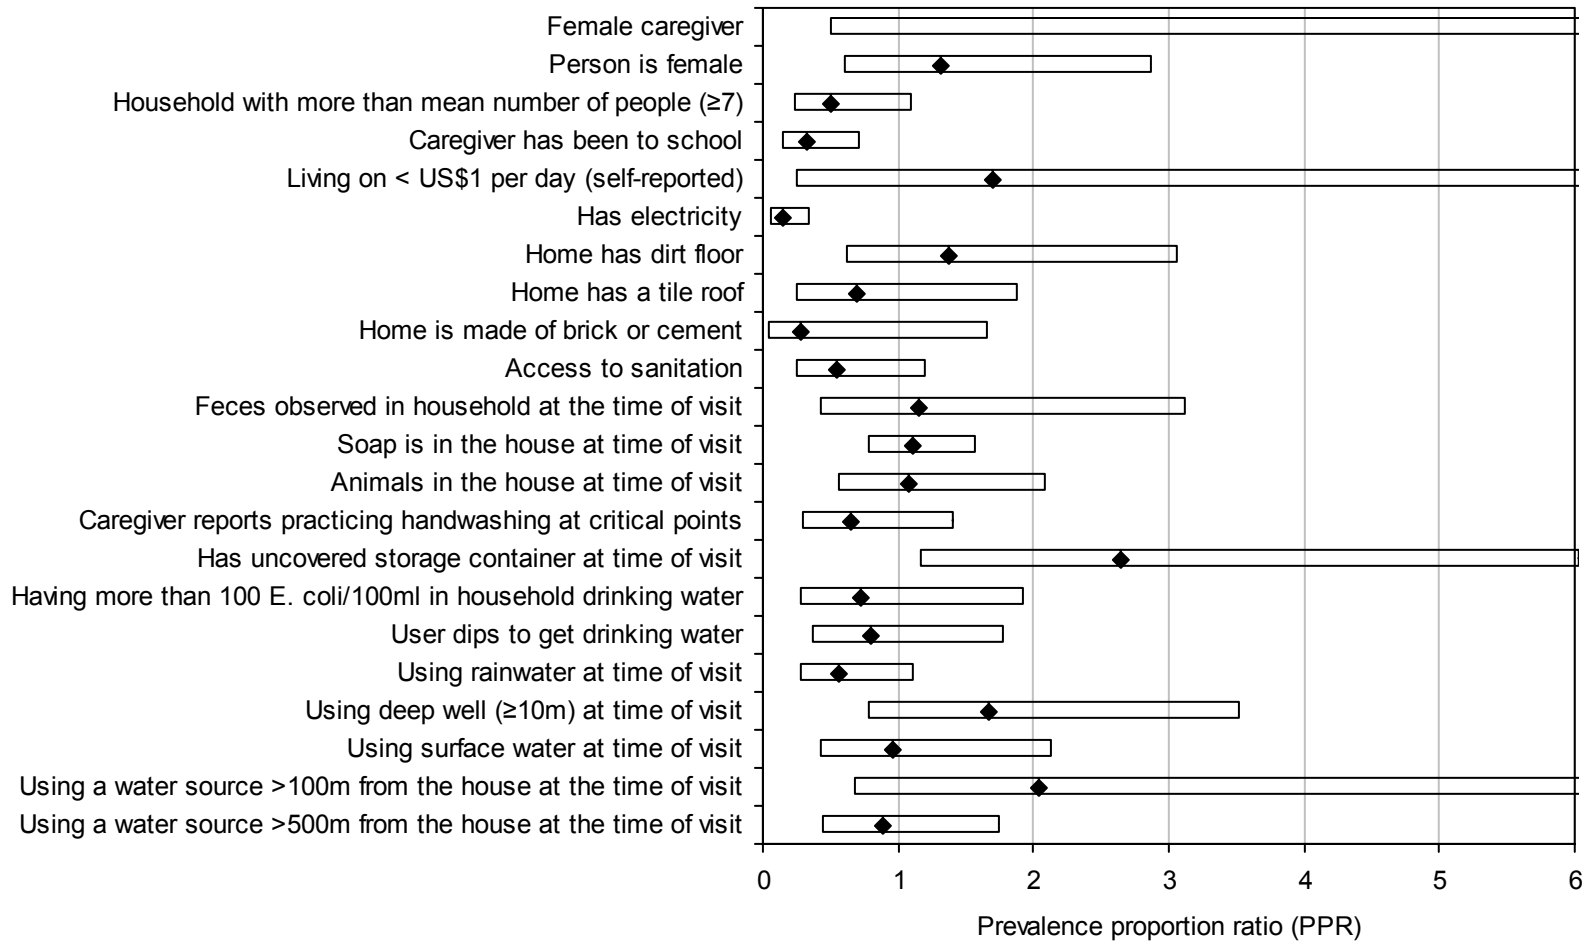 Female caregiver
Person is female
Household with more than mean number of people (≥7)
Caregiver has been to school
Living on < US$1 per day (self-reported)
Has electricity
Home has dirt floor
Home has a tile roof
Home is made of brick or cement
Access to sanitation
Feces observed in household at the time of visit
Soap is in the house at time of visit
Animals in the house at time of visit
Caregiver reports practicing handwashing at critical points
Has uncovered storage container at time of visit
Having more than 100 E. coli/100ml in household drinking water
User dips to get drinking water
Using rainwater at time of visit
Using deep well (≥10m) at time of visit
Using surface water at time of visit
Using a water source >100m from the house at the time of visit
Using a water source >500m from the house at the time of visit
0 1 2 3 4 5 6
Prevalence proportion ratio (PPR)